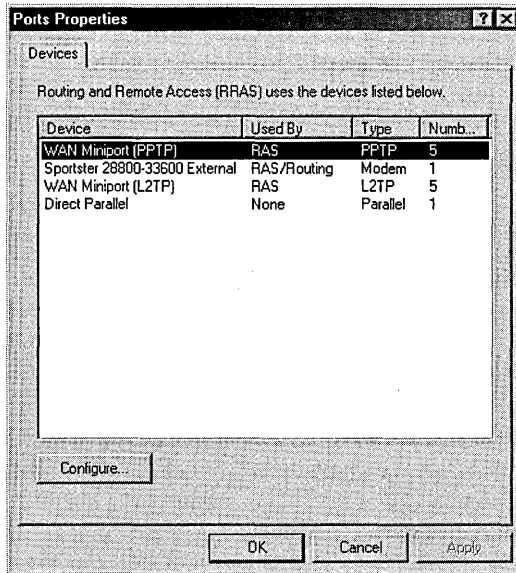 Ports Properties
Devices
Routing and Remote Access (RRAS) uses the devices listed below.
Device Used By Type Numb...
WAN Miniport (PPTP) RAS PPTP 5
Sportster 28800-33600 External RAS/Routing Modem 1
WAN Miniport (L2TP) RAS L2TP 5
Direct Parallel None Parallel 1
Configure...
OK Cancel Apply